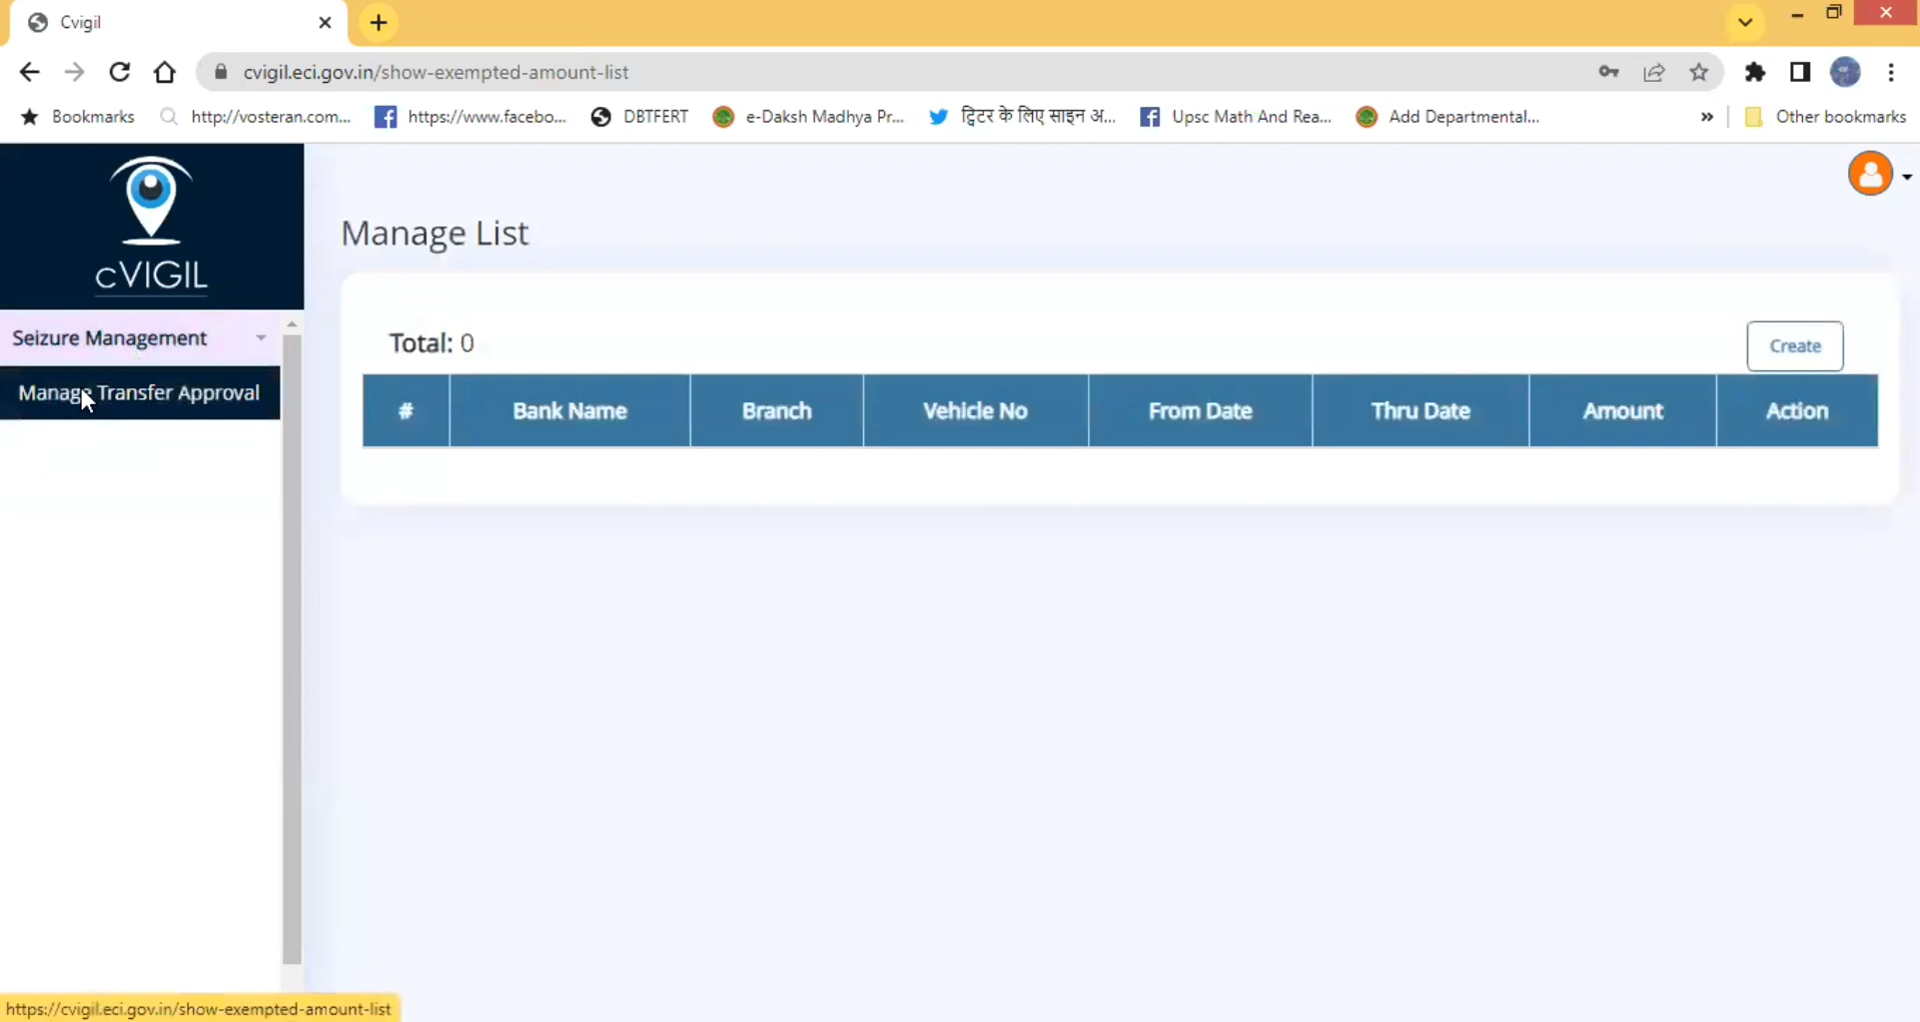 Cvigil
cvigil.eci.gov.in/show-exempted-amount-list
Bookmarks http://vosteran.com... https://www.facebo... DBTFERT e-Daksh Madhya Pr... ट्विटर के लिए साइन अ... Upsc Math And Rea... Add Departmental... » Other bookmarks
cVIGIL
Manage List
Seizure Management
Manage Transfer Approval
Total: 0 Create
# Bank Name Branch Vehicle No From Date Thru Date Amount Action
https://cvigil.eci.gov.in/show-exempted-amount-list